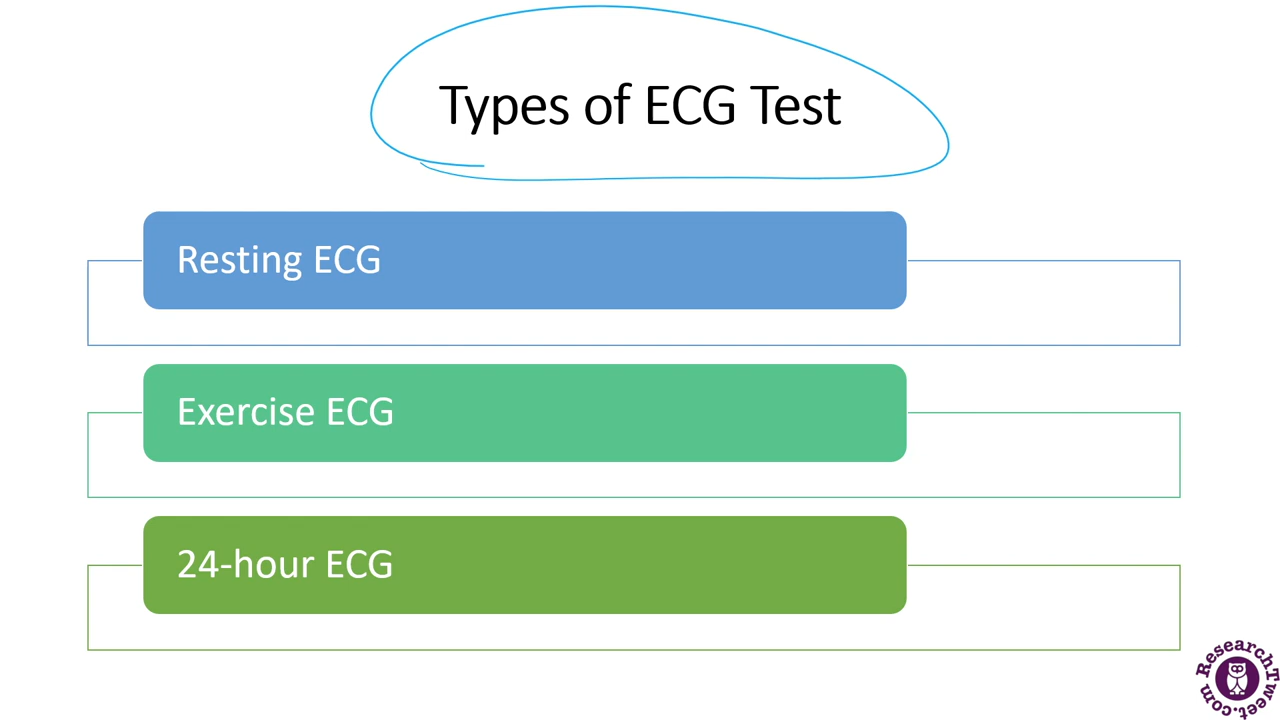 Types of ECG Test
Resting ECG
Exercise ECG
24-hour ECG
ResearchTweet.com